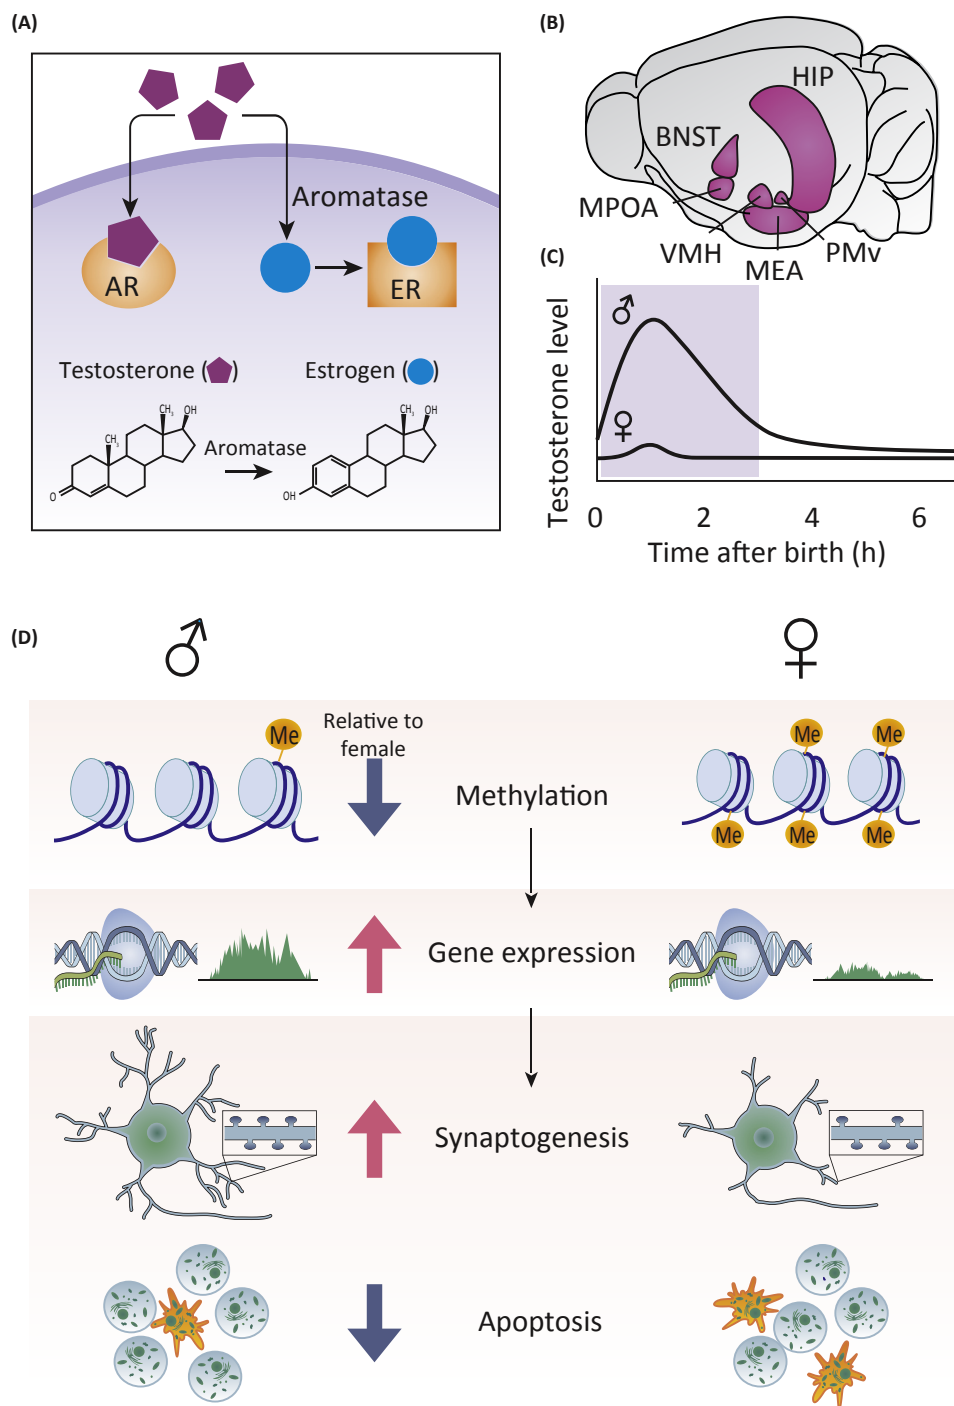 (A)
Aromatase
AR
ER
Testosterone ( )
Estrogen ( )
CH3
OH
CH3
O
Aromatase
CH3
OH
OH
(B)
HIP
BNST
MPOA
VMH
MEA
PMv
(C)
Testosterone level
♂
♀
0 2 4 6
Time after birth (h)
(D)
♂
♀
Me
Relative to
female
Methylation
Me
Me
Me
Me
Me
Gene expression
Synaptogenesis
Apoptosis